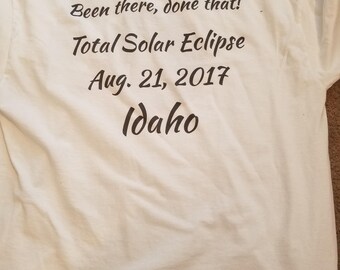 Been there, done that!
Total Solar Eclipse
Aug. 21, 2017
Idaho